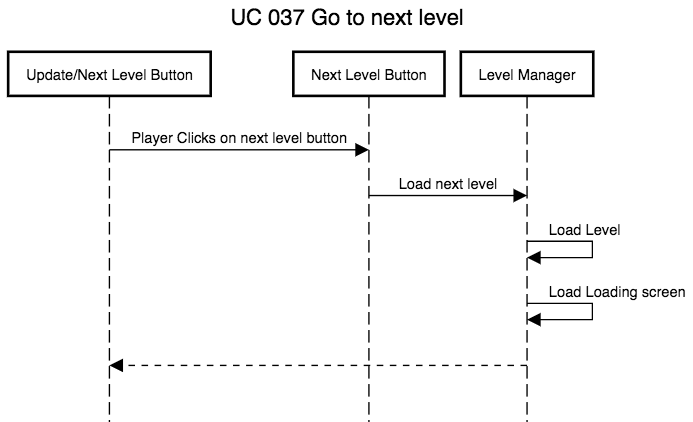 UC 037 Go to next level
Update/Next Level Button
Next Level Button
Level Manager
Player Clicks on next level button
Load next level
Load Level
Load Loading screen